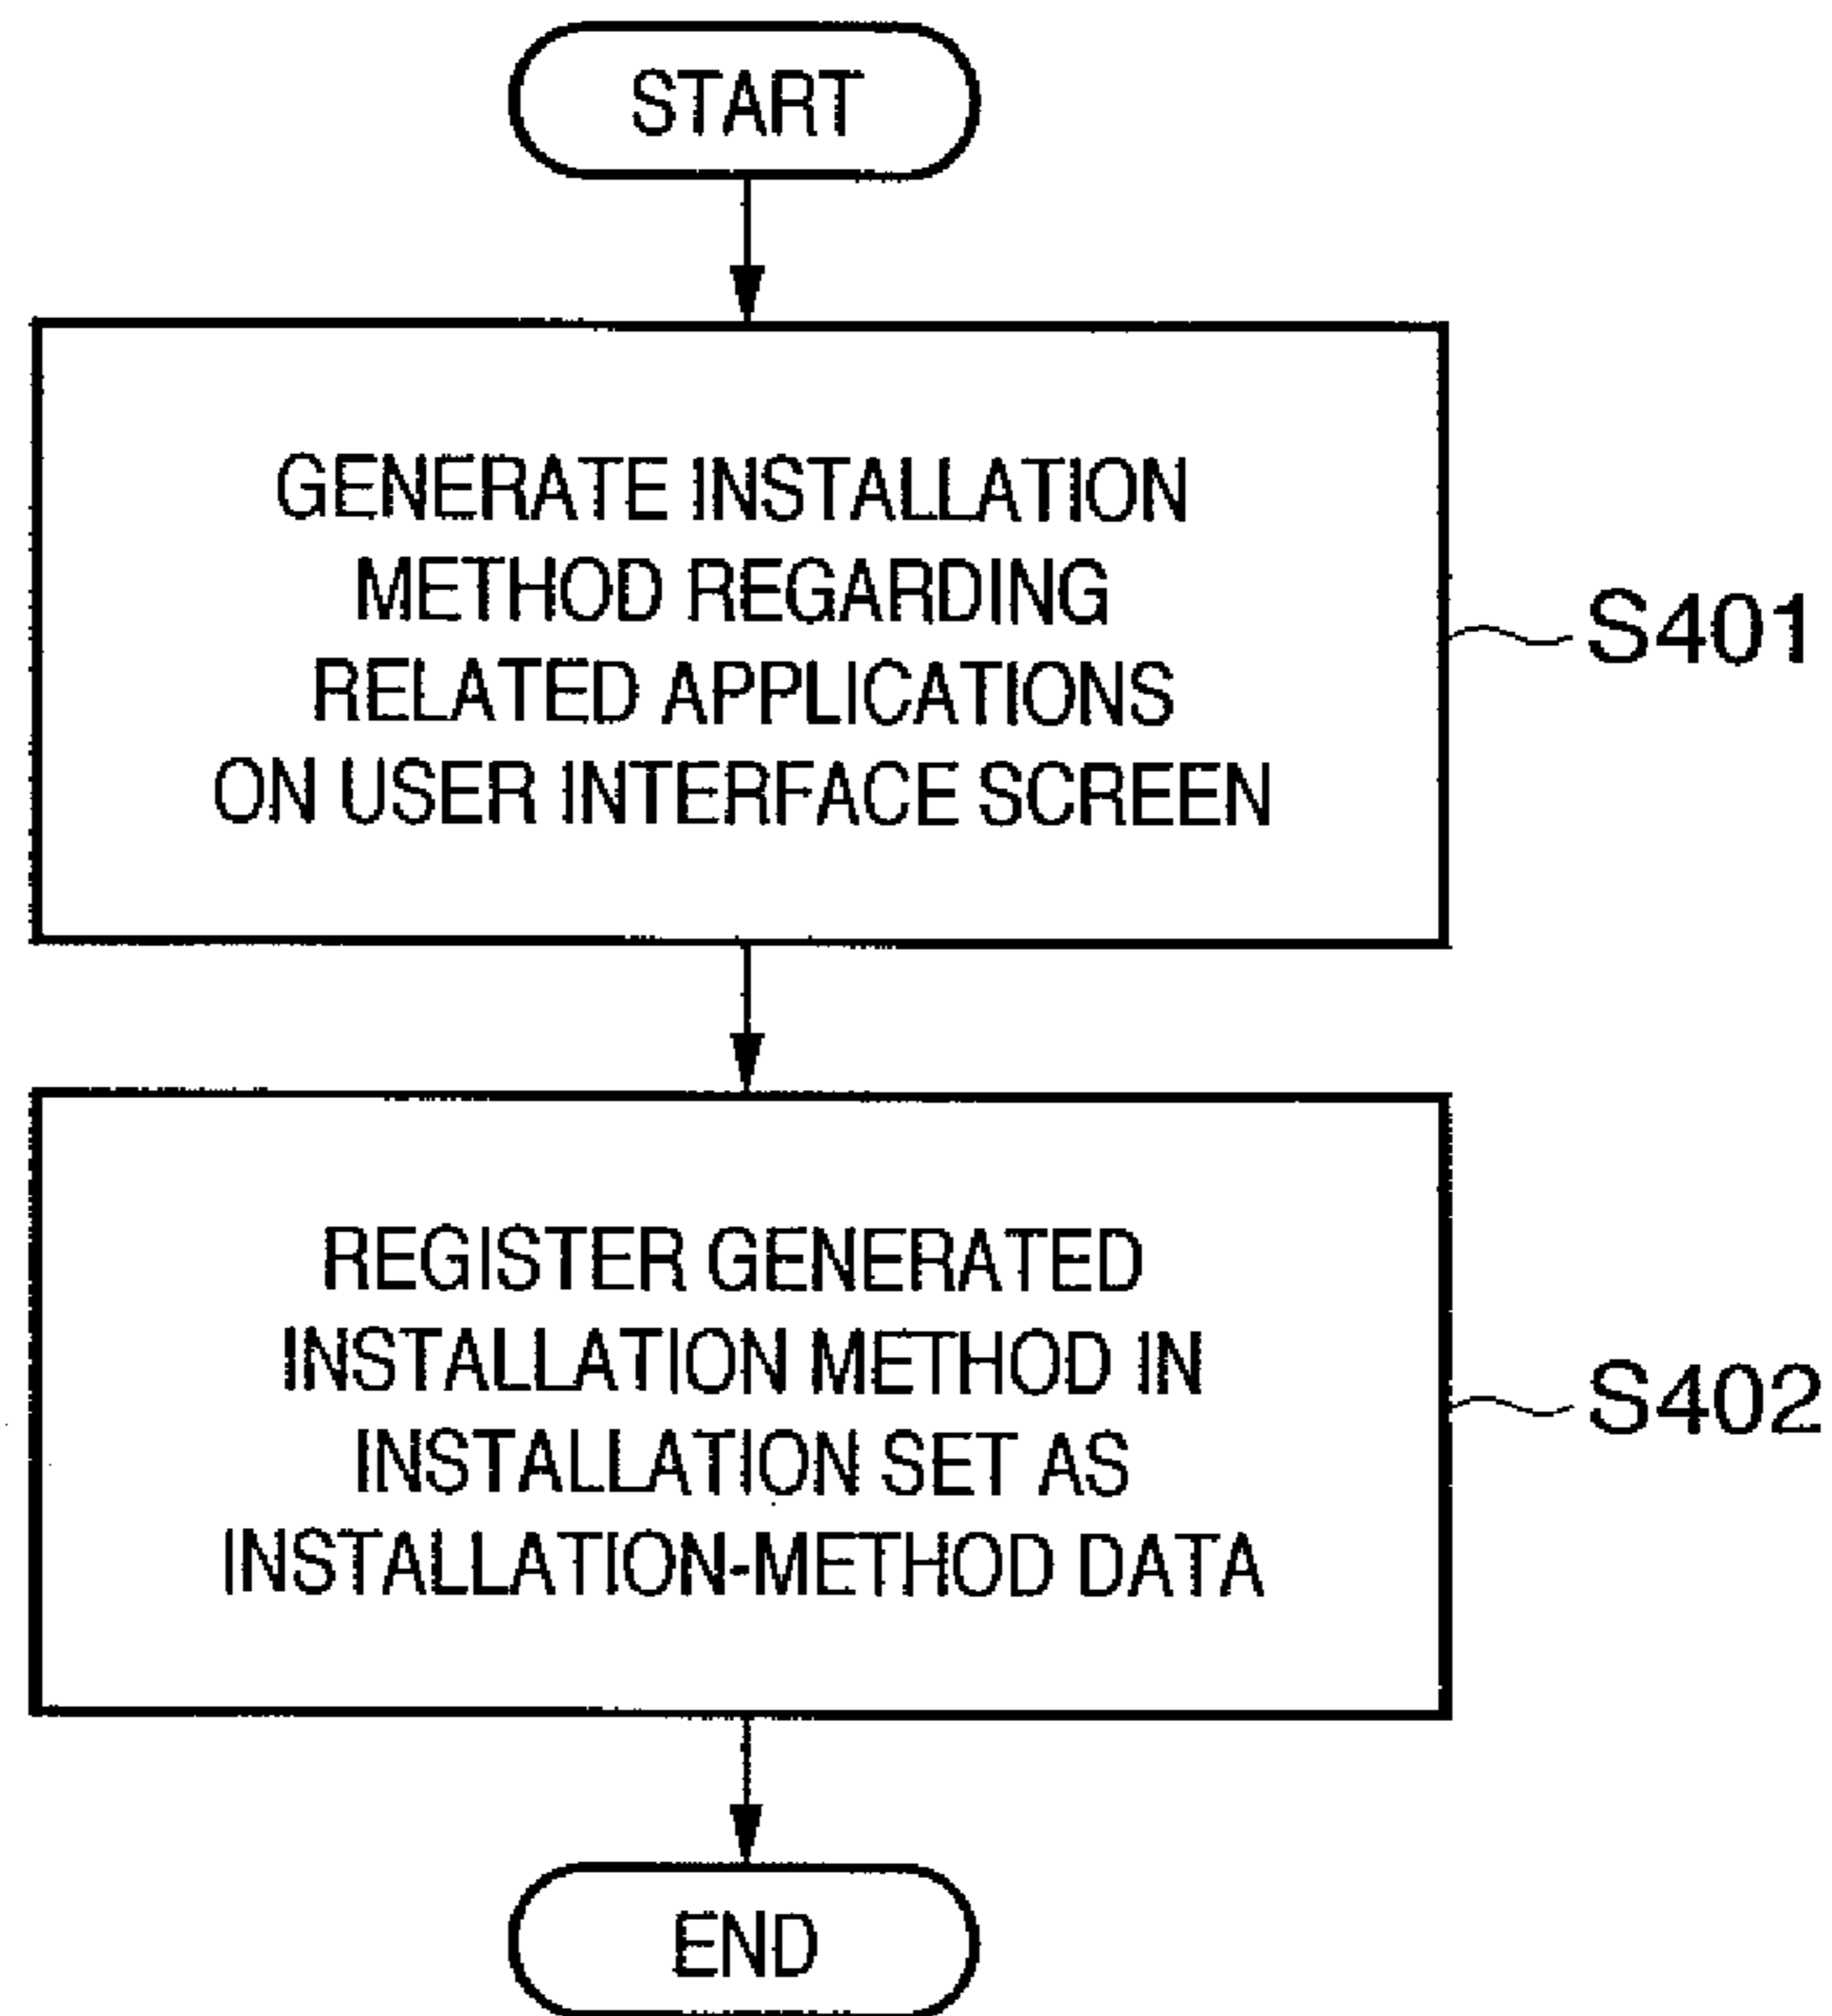 START
GENERATE INSTALLATION
METHOD REGARDING
RELATED APPLICATIONS
ON USER INTERFACE SCREEN
S401
REGISTER GENERATED
INSTALLATION METHOD IN
INSTALLATION SET AS
INSTALLATION-METHOD DATA
S402
END